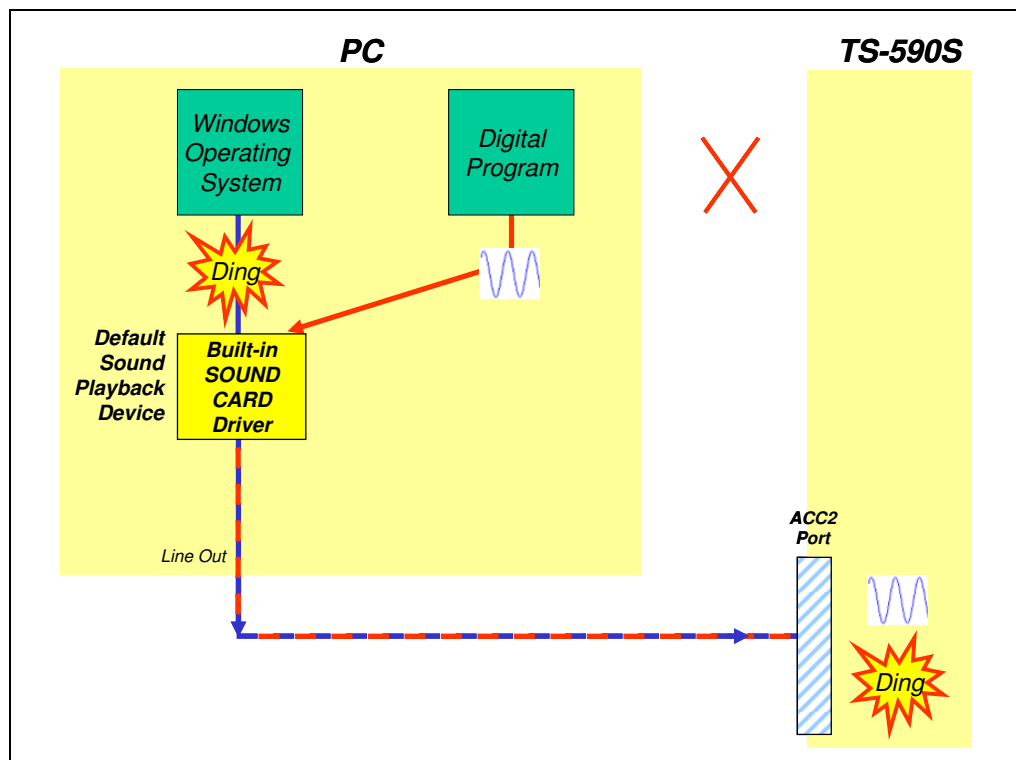 PC
TS-590S
Windows
Operating
System
Digital
Program
Ding
Default
Sound
Playback
Device
Built-in
SOUND
CARD
Driver
Line Out
ACC2
Port
Ding